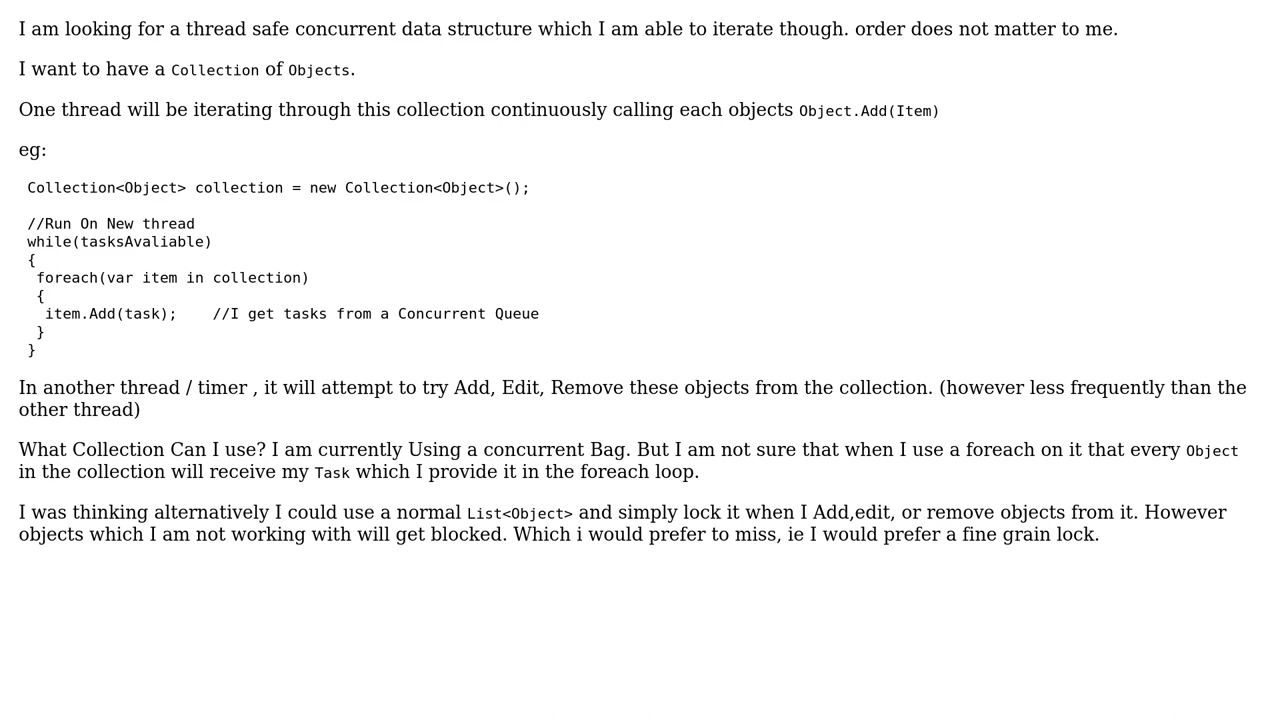 I am looking for a thread safe concurrent data structure which I am able to iterate though. order does not matter to me.
I want to have a Collection of Objects.
One thread will be iterating through this collection continuously calling each objects Object.Add(Item)
eg:
Collection<Object> collection = new Collection<Object>();
//Run On New thread
while(tasksAvaliable)
{
foreach(var item in collection)
{
item.Add(task);    //I get tasks from a Concurrent Queue
}
}
In another thread / timer , it will attempt to try Add, Edit, Remove these objects from the collection. (however less frequently than the
other thread)
What Collection Can I use? I am currently Using a concurrent Bag. But I am not sure that when I use a foreach on it that every Object
in the collection will receive my Task which I provide it in the foreach loop.
I was thinking alternatively I could use a normal List<Object> and simply lock it when I Add,edit, or remove objects from it. However
objects which I am not working with will get blocked. Which i would prefer to miss, ie I would prefer a fine grain lock.